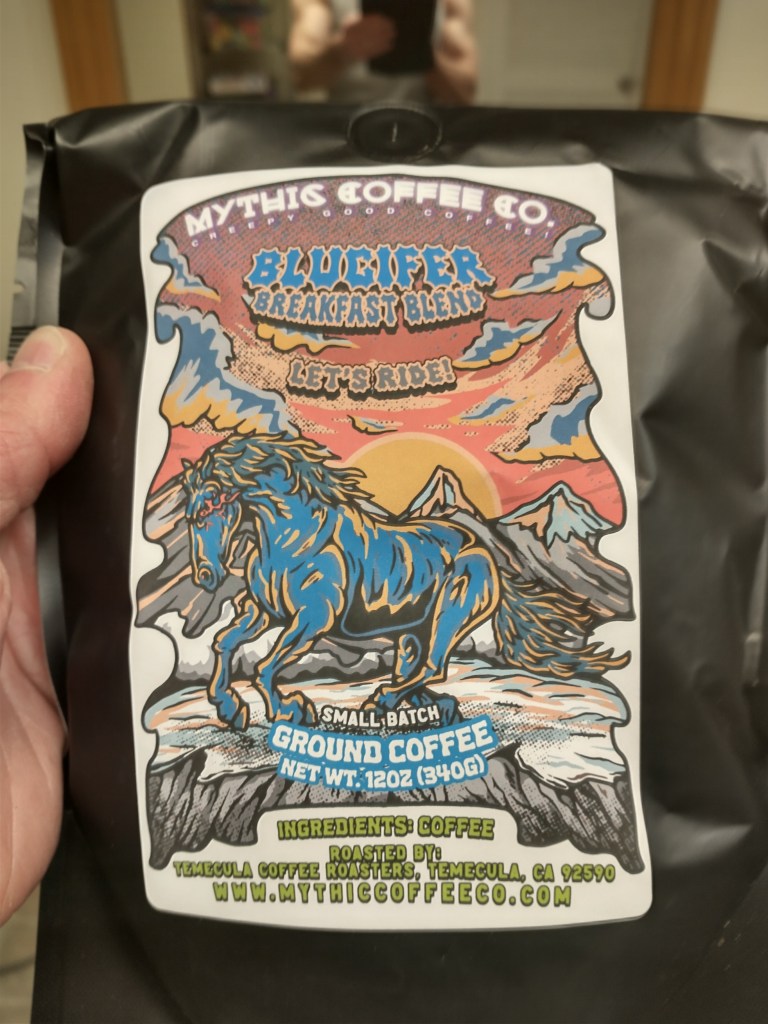 MYTHIC COFFEE CO.
CREEPY GOOD COFFEE!
BLUCIFER
BREAKFAST BLEND
LET'S RIDE!
SMALL BATCH
GROUND COFFEE
NET WT. 12OZ (340G)
INGREDIENTS: COFFEE
ROASTED BY:
TEMECULA COFFEE ROASTERS, TEMECULA, CA 92590
WWW.MYTHICCOFFEECO.COM